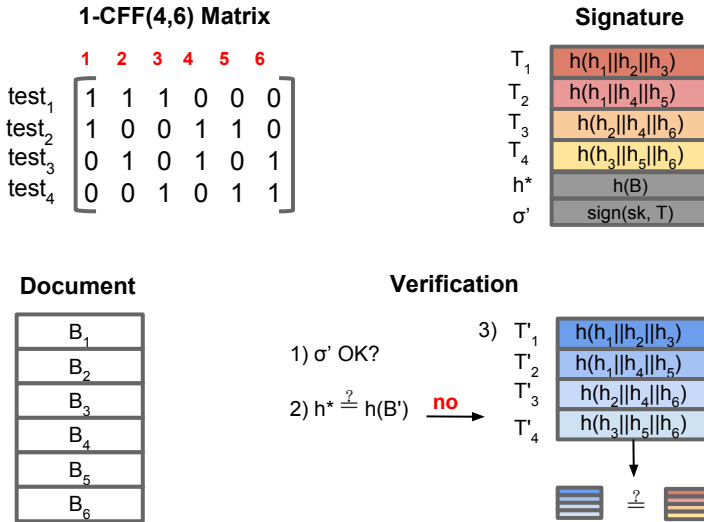 1-CFF(4,6) Matrix
1 2 3 4 5 6
test₁ 1 1 1 0 0 0
test₂ 1 0 0 1 1 0
test₃ 0 1 0 1 0 1
test₄ 0 0 1 0 1 1
Signature
T₁ h(h₁||h₂||h₃)
T₂ h(h₁||h₄||h₅)
T₃ h(h₂||h₄||h₆)
T₄ h(h₃||h₅||h₆)
h* h(B)
σ’ sign(sk, T)
Document
B₁
B₂
B₃
B₄
B₅
B₆
Verification
1) σ’ OK?
2) h* ≟ h(B') no
3) T'₁ h(h₁||h₂||h₃)
T'₂ h(h₁||h₄||h₅)
T'₃ h(h₂||h₄||h₆)
T'₄ h(h₃||h₅||h₆)
≟